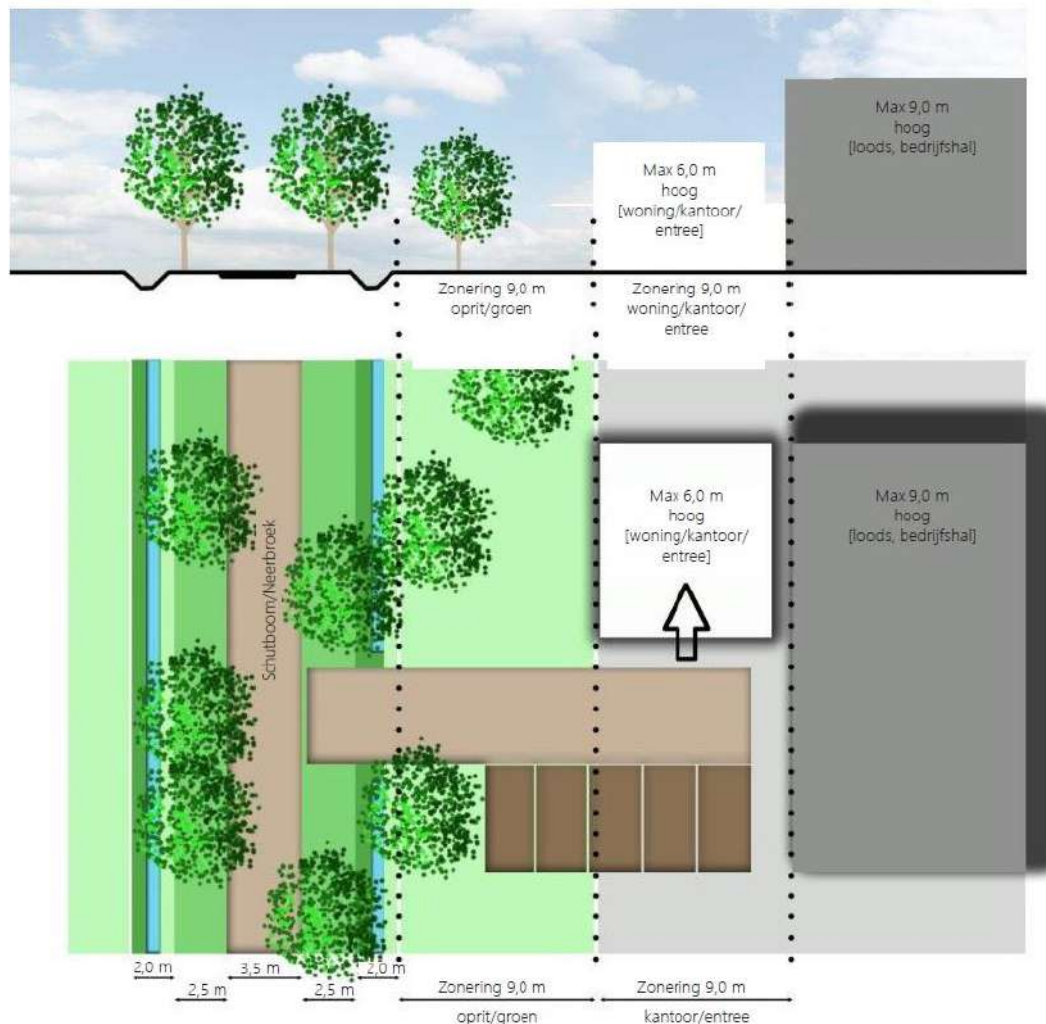 Max 9,0 m
hoog
[loods, bedrijfshal]
Max 6,0 m
hoog
[woning/kantoor/
entree]
Zonering 9,0 m
oprit/groen
Zonering 9,0 m
woning/kantoor/
entree
Schutboom/Neerbroek
Max 6,0 m
hoog
[woning/kantoor/
entree]
Max 9,0 m
hoog
[loods, bedrijfshal]
2,0 m
2,5 m
3,5 m
2,5 m
2,0 m
Zonering 9,0 m
oprit/groen
Zonering 9,0 m
kantoor/entree